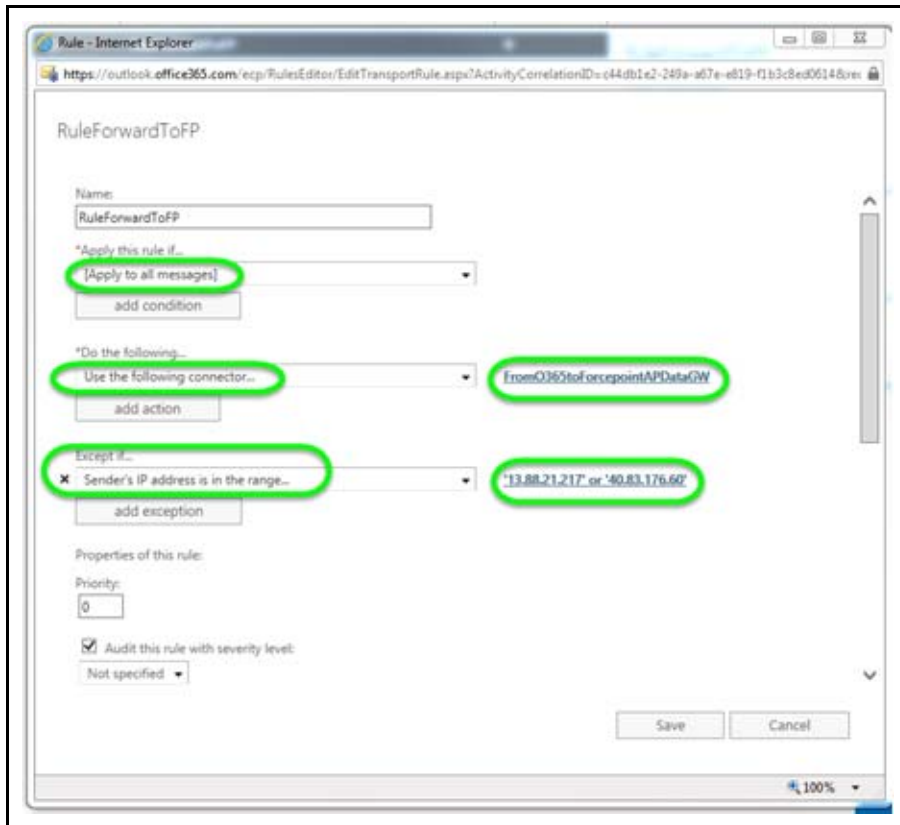 Rule - Internet Explorer
https://outlook.office365.com/ecp/RulesEditor/EditTransportRule.aspx?ActivityCorrelationID=c44db1e2-249a-a67e-e819-f1b3c8ed0614&rec
RuleForwardToFP
Name:
RuleForwardToFP
*Apply this rule if...
[Apply to all messages]
add condition
*Do the following...
Use the following connector...
FromO365toForcepointAPDataGW
add action
Except if...
Sender's IP address is in the range...
'13.88.21.217' or '40.83.176.60'
add exception
Properties of this rule:
Priority:
0
Audit this rule with severity level:
Not specified
Save Cancel
100%